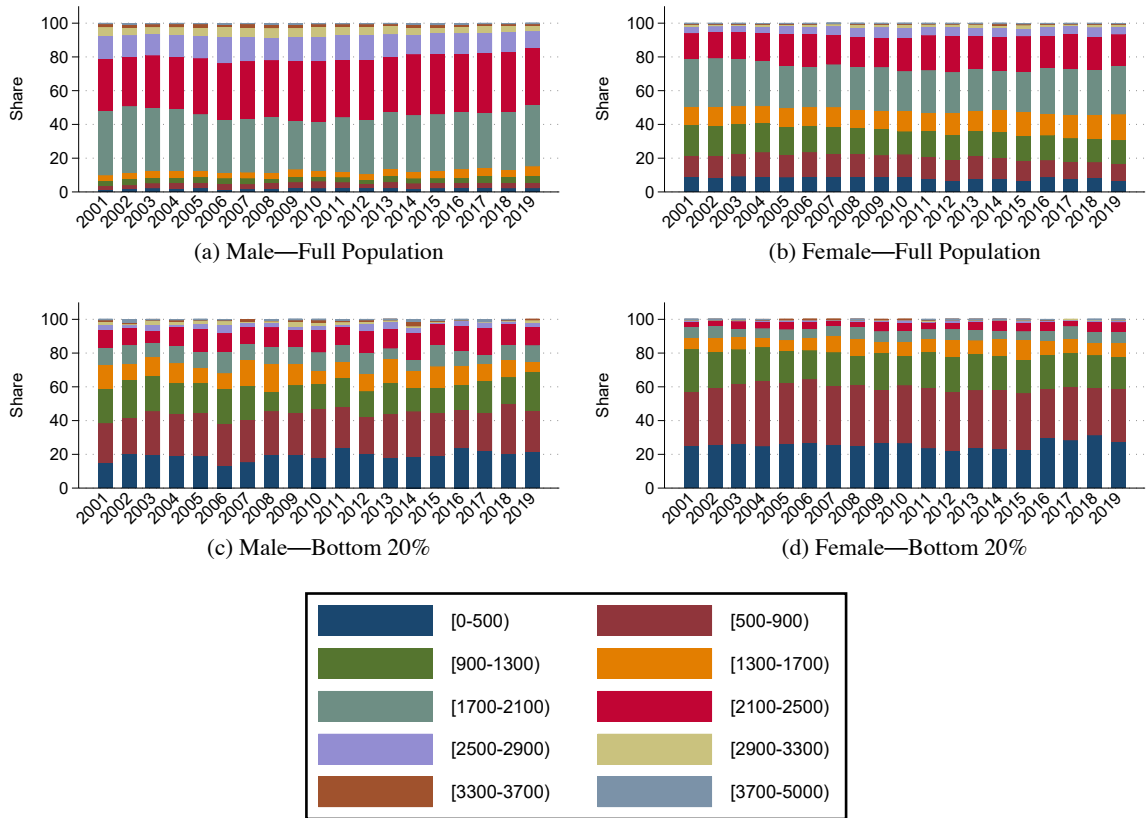 100
80
60
40
20
0
Share
2001 2002 2003 2004 2005 2006 2007 2008 2009 2010 2011 2012 2013 2014 2015 2016 2017 2018 2019
(a) Male—Full Population
100
80
60
40
20
0
Share
2001 2002 2003 2004 2005 2006 2007 2008 2009 2010 2011 2012 2013 2014 2015 2016 2017 2018 2019
(b) Female—Full Population
100
80
60
40
20
0
Share
2001 2002 2003 2004 2005 2006 2007 2008 2009 2010 2011 2012 2013 2014 2015 2016 2017 2018 2019
(c) Male—Bottom 20%
100
80
60
40
20
0
Share
2001 2002 2003 2004 2005 2006 2007 2008 2009 2010 2011 2012 2013 2014 2015 2016 2017 2018 2019
(d) Female—Bottom 20%
[0-500) [500-900)
[900-1300) [1300-1700)
[1700-2100) [2100-2500)
[2500-2900) [2900-3300)
[3300-3700) [3700-5000)